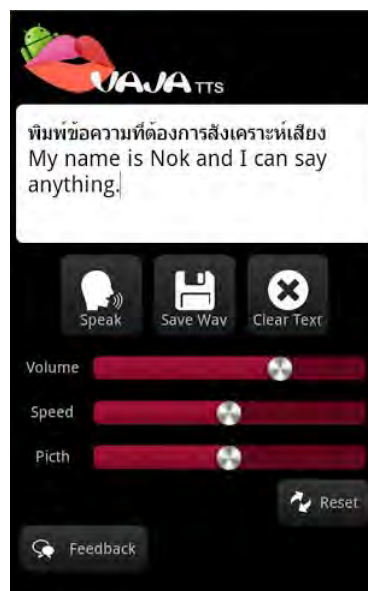 VAJA TTS
พิมพ์ข้อความที่ต้องการสังเคราะห์เสียง
My name is Nok and I can say
anything.
Speak Save Wav Clear Text
Volume
Speed
Picth
Reset
Feedback